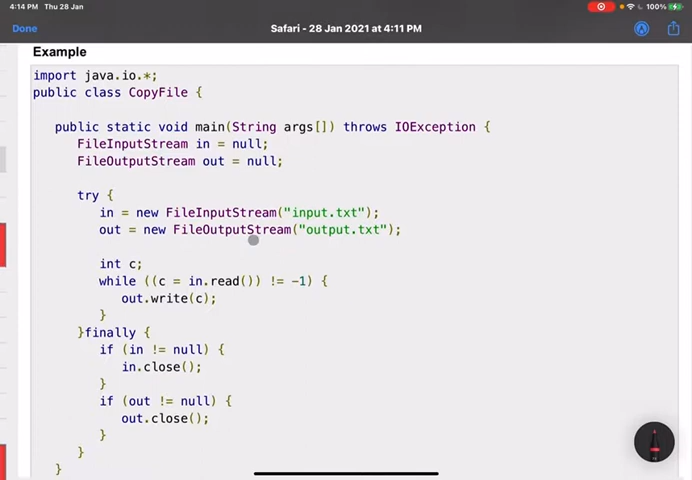 4:14 PM Thu 28 Jan
100%
Done
Safari - 28 Jan 2021 at 4:11 PM
Example
import java.io.*;
public class CopyFile {
public static void main(String args[]) throws IOException {
FileInputStream in = null;
FileOutputStream out = null;
try {
in = new FileInputStream("input.txt");
out = new FileOutputStream("output.txt");
int c;
while ((c = in.read()) != -1) {
out.write(c);
}
}finally {
if (in != null) {
in.close();
}
if (out != null) {
out.close();
}
}
}